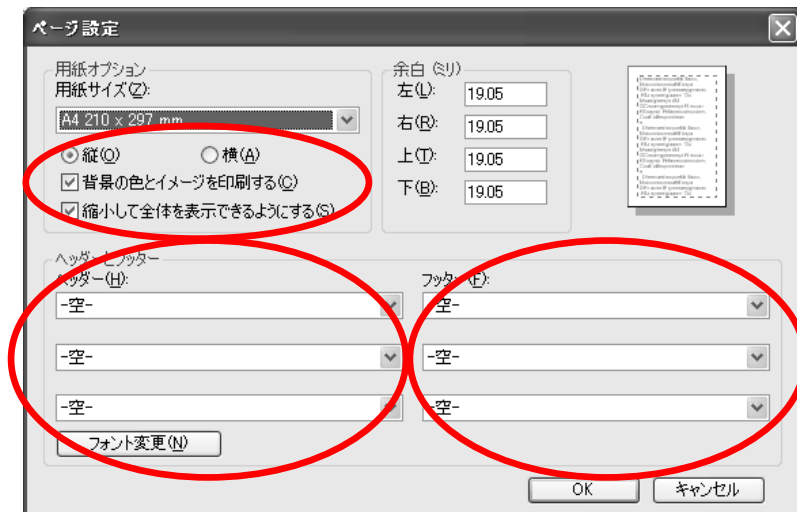 ページ設定
用紙オプション
用紙サイズ(Z):
A4 210 x 297 mm
縦(O) 横(A)
背景の色とイメージを印刷する(C)
縮小して全体を表示できるようにする(S)
余白 (ミリ)
左(L): 19.05
右(R): 19.05
上(T): 19.05
下(B): 19.05
ヘッダーとフッター
ヘッダー(H):
-空-
-空-
-空-
フォント変更(N)
フッター(F):
-空-
-空-
-空-
OK キャンセル